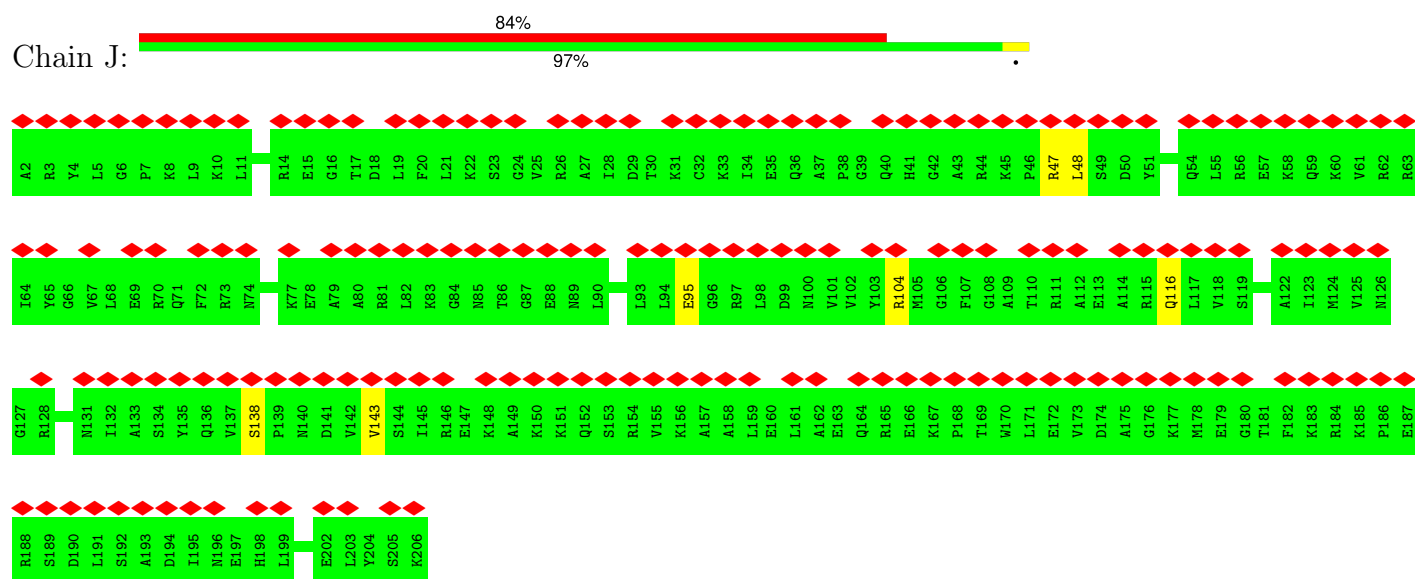 84%
Chain J:
97%
•
A2 R3 Y4 L5 G6 P7 K8 L9 K10 L11 R14 E15 G16 T17 D18 L19 F20 L21 K22 S23 G24 V25 R26 A27 I28 D29 T30 K31 C32 K33 I34 E35 Q36 A37 P38 G39 Q40 H41 G42 A43 R44 K45 P46 R47 L48 S49 D50 Y51 Q54 L55 R56 E57 K58 Q59 K60 V61 R62 R63
I64 Y65 G66 V67 L68 E69 R70 Q71 F72 R73 N74 K77 E78 A79 A80 R81 L82 K83 G84 N85 T86 G87 E88 N89 L90 L93 L94 E95 G96 R97 L98 D99 N100 V101 V102 Y103 R104 M105 G106 F107 G108 A109 T110 R111 A112 E113 A114 R115 Q116 L117 V118 S119 A122 I123 M124 V125 N126
G127 R128 N131 I132 A133 S134 Y135 Q136 V137 S138 P139 N140 D141 V142 V143 S144 I145 R146 E147 K148 A149 K150 K151 Q152 S153 R154 V155 K156 A157 A158 L159 E160 L161 A162 E163 Q164 R165 E166 K167 P168 T169 W170 L171 E172 V173 D174 A175 G176 K177 M178 E179 G180 T181 F182 K183 R184 K185 P186 E187
R188 S189 D190 L191 S192 A193 D194 I195 N196 E197 H198 L199 E202 L203 Y204 S205 K206